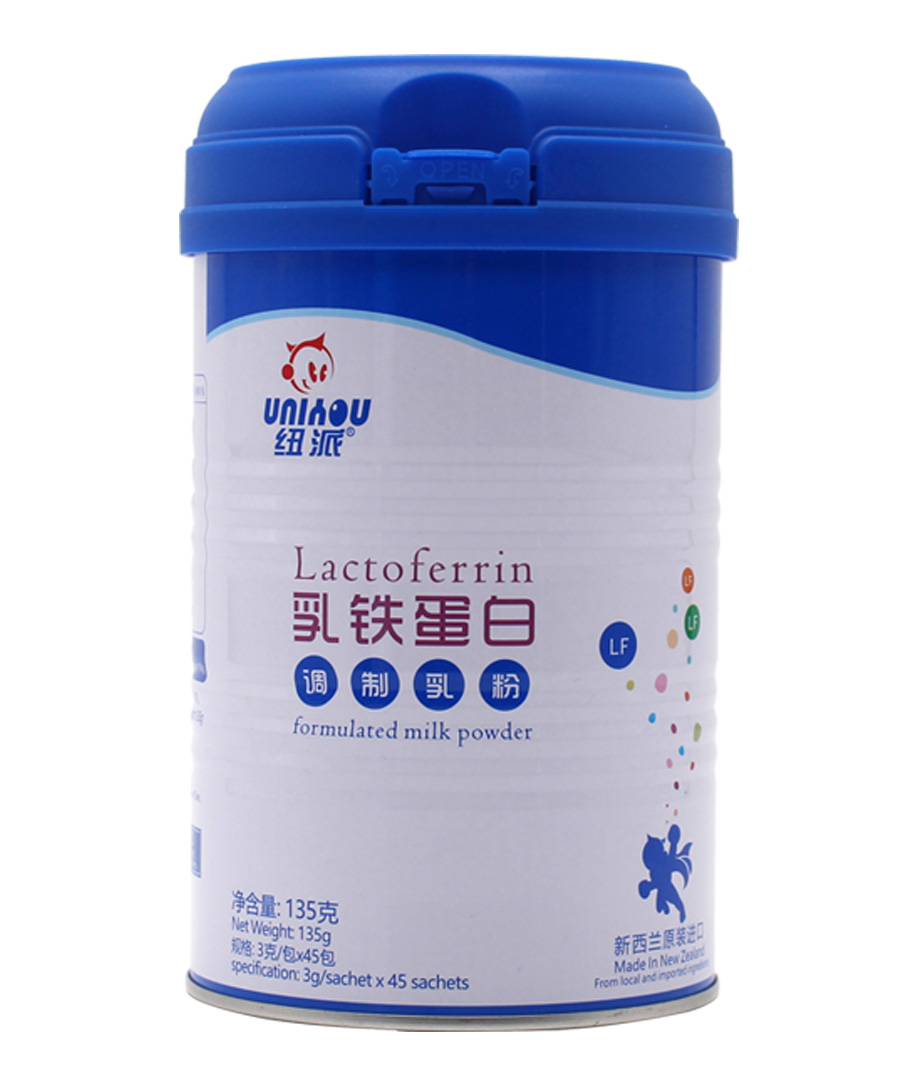 OPEN
UNIHOU
纽派®
Lactoferrin
乳铁蛋白
调制乳粉
formulated milk powder
LF
LF
LF
净含量: 135克
Net Weight: 135g
规格: 3克/包x45包
specification: 3g/sachet x 45 sachets
新西兰原装进口
Made In New Zealand
From local and imported ingredients